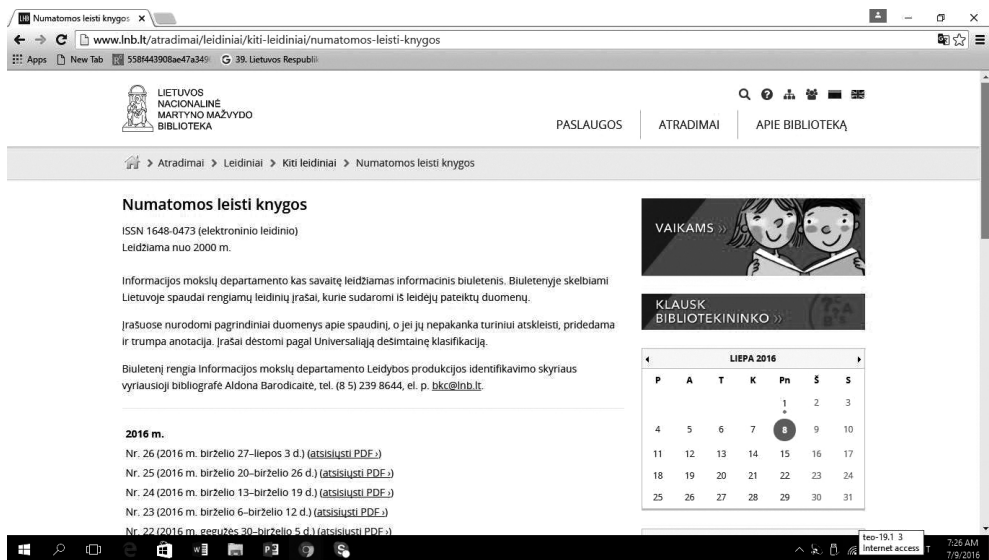 Numatomos leisti knygos
www.lnb.lt/atradimai/leidiniai/kiti-leidiniai/numatomos-leisti-knygos
Apps New Tab 558f443908ae47a349 39. Lietuvos Respublik
LIETUVOS
NACIONALINĖ
MARTYNO MAŽVYDO
BIBLIOTEKA
PASLAUGOS ATRADIMAI APIE BIBLIOTEKĄ
Atradimai > Leidiniai > Kiti leidiniai > Numatomos leisti knygos
Numatomos leisti knygos
ISSN 1648-0473 (elektroninio leidinio)
Leidžiama nuo 2000 m.
Informacijos mokslų departamento kas savaitę leidžiamas informacinis biuletenis. Biuletenyje skelbiami
Lietuvoje spaudai rengiamų leidinių įrašai, kurie sudaromi iš leidėjų pateiktų duomenų.
Įrašuose nurodomi pagrindiniai duomenys apie spaudinį, o jei jų nepakanka turiniui atskleisti, pridedama
ir trumpa anotacija. Įrašai dėstomi pagal Universaliąją dešimtainę klasifikaciją.
Biuletenį rengia Informacijos mokslų departamento Leidybos produkcijos identifikavimo skyriaus
vyriausioji bibliografė Aldona Barodicaitė, tel. (8 5) 239 8644, el. p. bkc@lnb.lt.
2016 m.
Nr. 26 (2016 m. birželio 27–liepos 3 d.) (atsisiųsti PDF ›)
Nr. 25 (2016 m. birželio 20–birželio 26 d.) (atsisiųsti PDF ›)
Nr. 24 (2016 m. birželio 13–birželio 19 d.) (atsisiųsti PDF ›)
Nr. 23 (2016 m. birželio 6–birželio 12 d.) (atsisiųsti PDF ›)
Nr. 22 (2016 m. gegužės 30–birželio 5 d.) (atsisiųsti PDF ›)
VAIKAMS »
KLAUSK
BIBLIOTEKININKO »
LIEPA 2016
P A T K Pn Š S
1 2 3
4 5 6 7 8 9 10
11 12 13 14 15 16 17
18 19 20 21 22 23 24
25 26 27 28 29 30 31
teo-19.1 3
Internet access
7:26 AM
7/9/2016